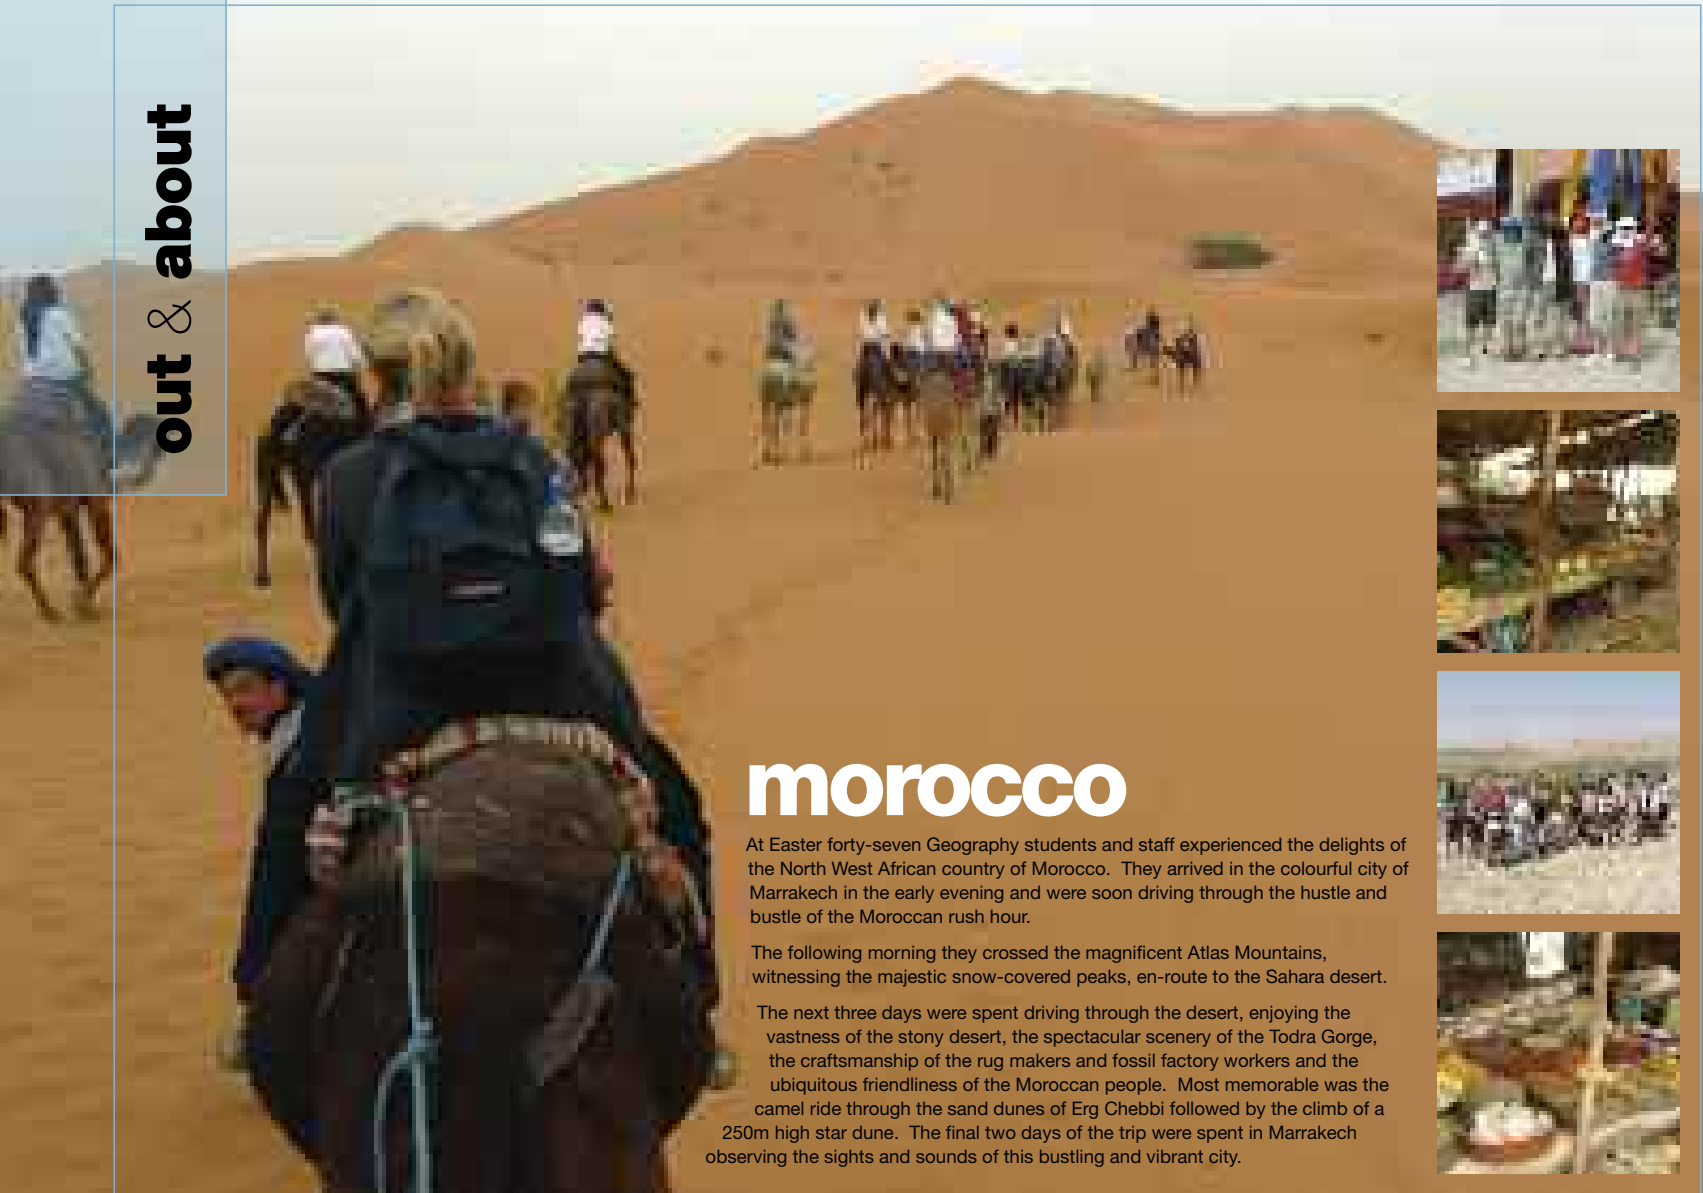 out & about
morocco
At Easter forty-seven Geography students and staff experienced the delights of
the North West African country of Morocco.  They arrived in the colourful city of
Marrakech in the early evening and were soon driving through the hustle and
bustle of the Moroccan rush hour.
The following morning they crossed the magnificent Atlas Mountains,
witnessing the majestic snow-covered peaks, en-route to the Sahara desert.
The next three days were spent driving through the desert, enjoying the
vastness of the stony desert, the spectacular scenery of the Todra Gorge,
the craftsmanship of the rug makers and fossil factory workers and the
ubiquitous friendliness of the Moroccan people.  Most memorable was the
camel ride through the sand dunes of Erg Chebbi followed by the climb of a
250m high star dune.  The final two days of the trip were spent in Marrakech
observing the sights and sounds of this bustling and vibrant city.